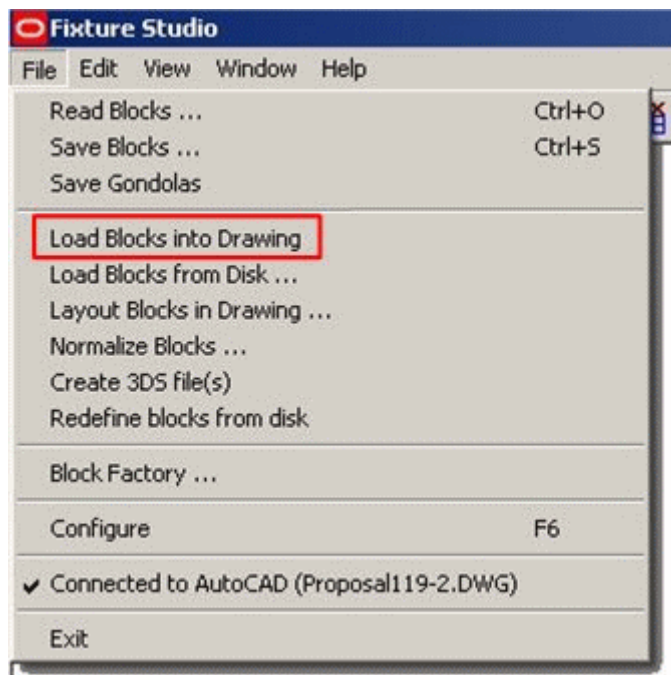 Fixture Studio
File Edit View Window Help
Read Blocks ... Ctrl+O
Save Blocks ... Ctrl+S
Save Gondolas
Load Blocks into Drawing
Load Blocks from Disk ...
Layout Blocks in Drawing ...
Normalize Blocks ...
Create 3DS file(s)
Redefine blocks from disk
Block Factory ...
Configure F6
Connected to AutoCAD (Proposal119-2.DWG)
Exit